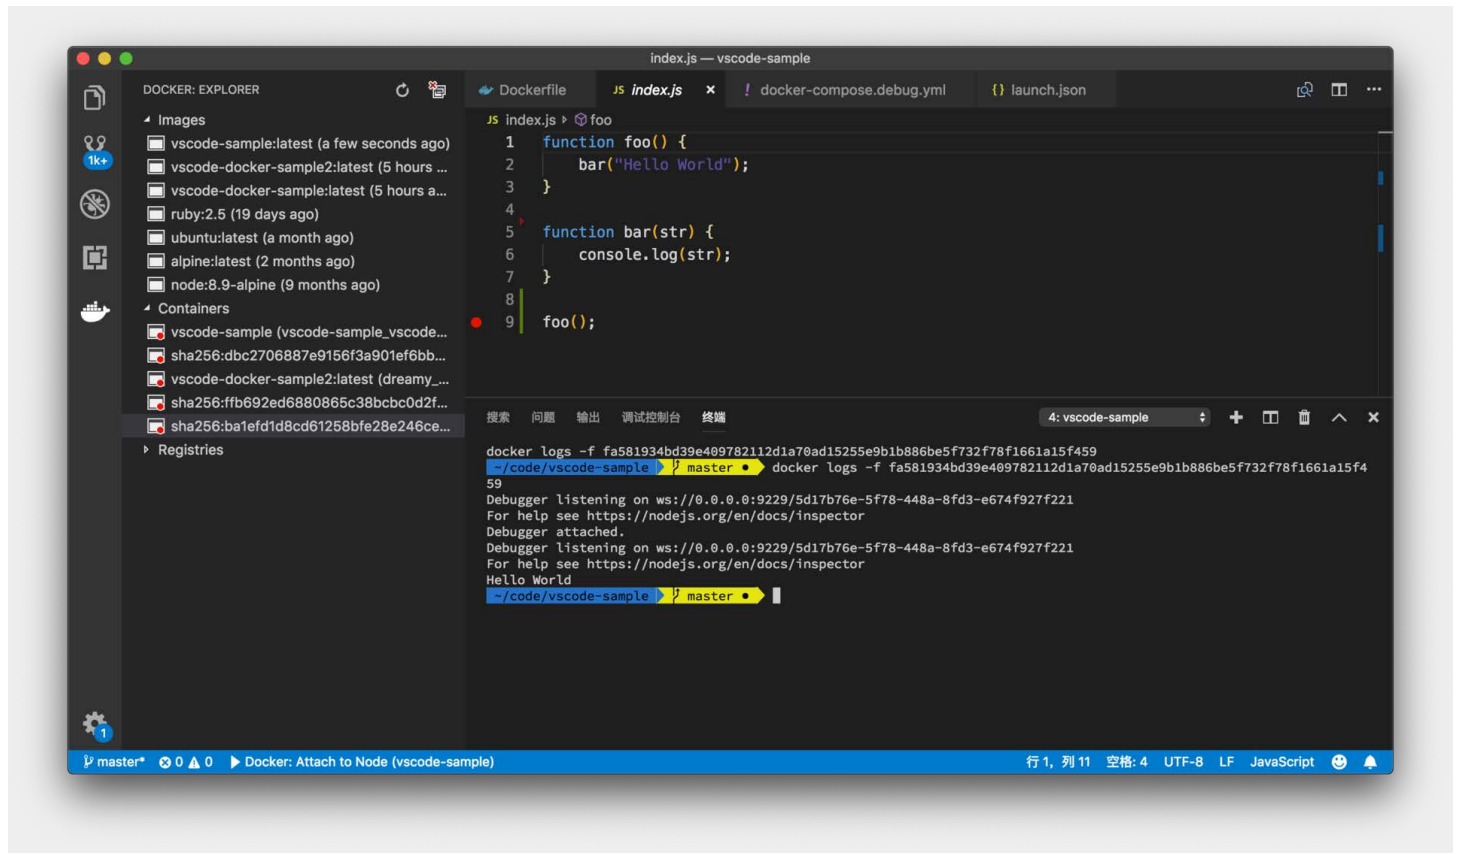 index.js — vscode-sample
DOCKER: EXPLORER
Dockerfile
JS index.js
! docker-compose.debug.yml
{} launch.json
1k+
Images
vscode-sample:latest (a few seconds ago)
vscode-docker-sample2:latest (5 hours ...
vscode-docker-sample:latest (5 hours a...
ruby:2.5 (19 days ago)
ubuntu:latest (a month ago)
alpine:latest (2 months ago)
node:8.9-alpine (9 months ago)
Containers
vscode-sample (vscode-sample_vscode...
sha256:dbc2706887e9156f3a901ef6bb...
vscode-docker-sample2:latest (dreamy_...
sha256:ffb692ed6880865c38bcbc0d2f...
sha256:ba1efd1d8cd61258bfe28e246ce...
Registries
JS index.js foo
1 function foo() {
2 bar("Hello World");
3 }
4
5 function bar(str) {
6 console.log(str);
7 }
8
9 foo();
搜索 问题 输出 调试控制台 终端
4: vscode-sample
docker logs -f fa581934bd39e409782112d1a70ad15255e9b1b886be5f732f78f1661a15f459
~/code/vscode-sample master ● docker logs -f fa581934bd39e409782112d1a70ad15255e9b1b886be5f732f78f1661a15f4
59
Debugger listening on ws://0.0.0.0:9229/5d17b76e-5f78-448a-8fd3-e674f927f221
For help see https://nodejs.org/en/docs/inspector
Debugger attached.
Debugger listening on ws://0.0.0.0:9229/5d17b76e-5f78-448a-8fd3-e674f927f221
For help see https://nodejs.org/en/docs/inspector
Hello World
~/code/vscode-sample master ●
1
master* 0 0 Docker: Attach to Node (vscode-sample)
行 1, 列 11 空格: 4 UTF-8 LF JavaScript